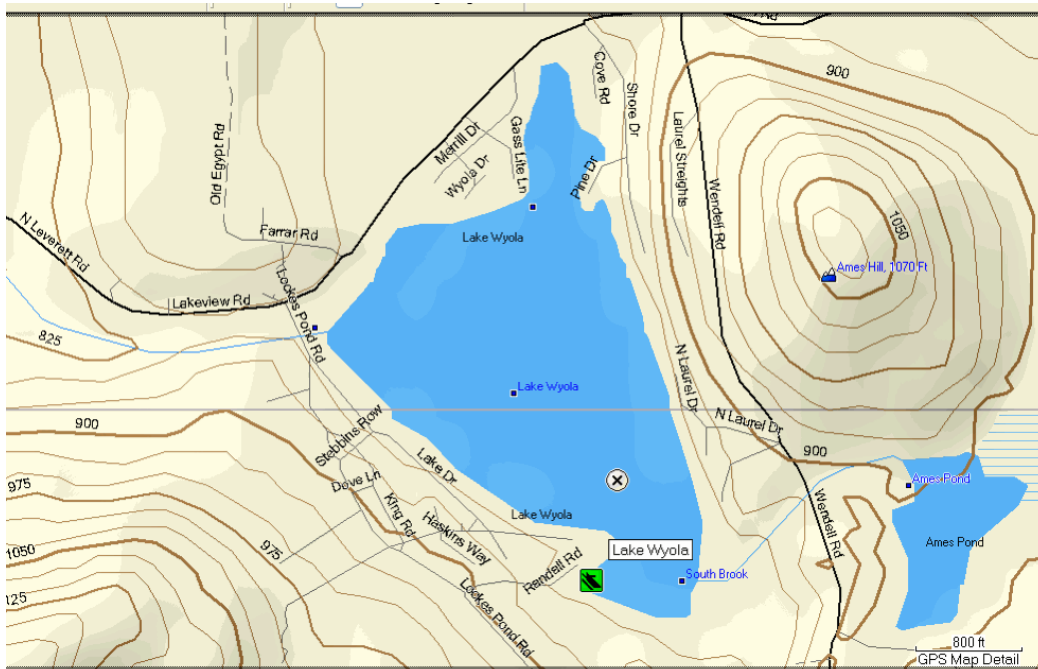 900
Cove Rd
Shore Dr
Merrill Dr
Gass Lite Ln
Laurel Streights
Old Egypt Rd
Wyola Dr
Pine Dr
Wendell Rd
1050
N Leverett Rd
Farrar Rd
Lake Wyola
Ames Hill, 1070 Ft
Lockes Pond Rd
Lakeview Rd
825
N Laurel Dr
Lake Wyola
900
Stebbins Row
N Laurel Dr
900
Lake Dr
975
Dove Ln
Ames Pond
King Rd
Lake Wyola
Wendell Rd
Haskins Way
1050
975
Lake Wyola
Ames Pond
Randell Rd
South Brook
125
Lockes Pond Rd
800 ft
GPS Map Detail